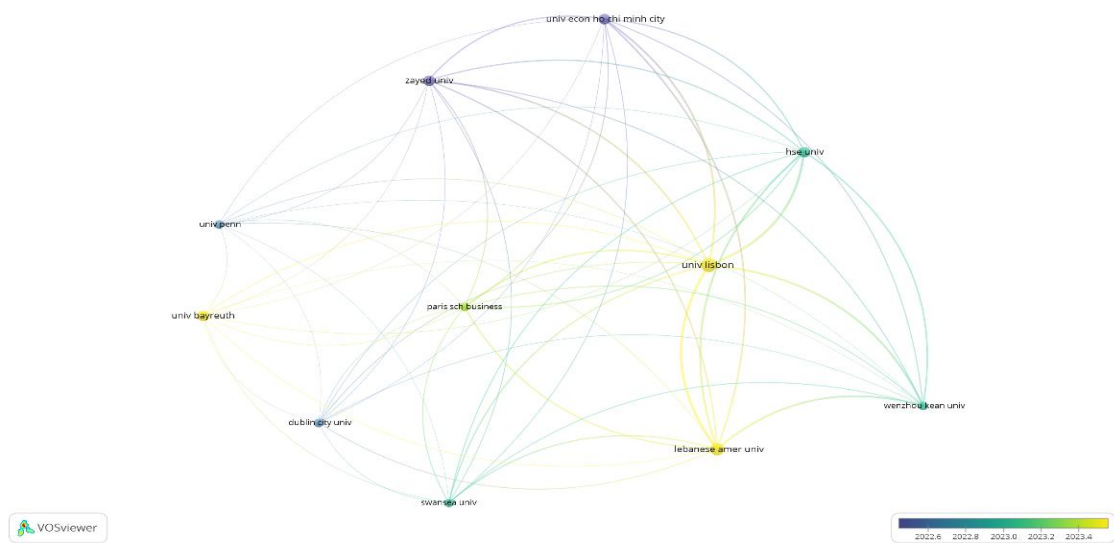 univ econ ho chi minh city
zayed univ
hse univ
univ penn
univ lisbon
paris sch business
univ bayreuth
wenzhou kean univ
dublin city univ
lebanese amer univ
swansea univ
VOSviewer
2022.6 2022.8 2023.0 2023.2 2023.4